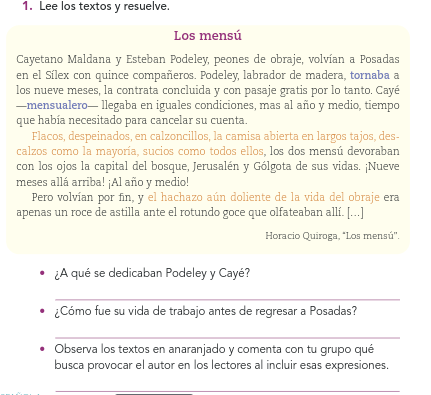 1. Lee los textos y resuelve.
Los mensú
Cayetano Maldana y Esteban Podeley, peones de obraje, volvían a Posadas
en el Sílex con quince compañeros. Podeley, labrador de madera, tornaba a
los nueve meses, la contrata concluida y con pasaje gratis por lo tanto. Cayé
—mensualero— llegaba en iguales condiciones, mas al año y medio, tiempo
que había necesitado para cancelar su cuenta.
Flacos, despeinados, en calzoncillos, la camisa abierta en largos tajos, des-
calzos como la mayoría, sucios como todos ellos, los dos mensú devoraban
con los ojos la capital del bosque, Jerusalén y Gólgota de sus vidas. ¡Nueve
meses allá arriba! ¡Al año y medio!
Pero volvían por fin, y el hachazo aún doliente de la vida del obraje era
apenas un roce de astilla ante el rotundo goce que olfateaban allí. [...]
Horacio Quiroga, “Los mensú”.
• ¿A qué se dedicaban Podeley y Cayé?
• ¿Cómo fue su vida de trabajo antes de regresar a Posadas?
• Observa los textos en anaranjado y comenta con tu grupo qué
busca provocar el autor en los lectores al incluir esas expresiones.